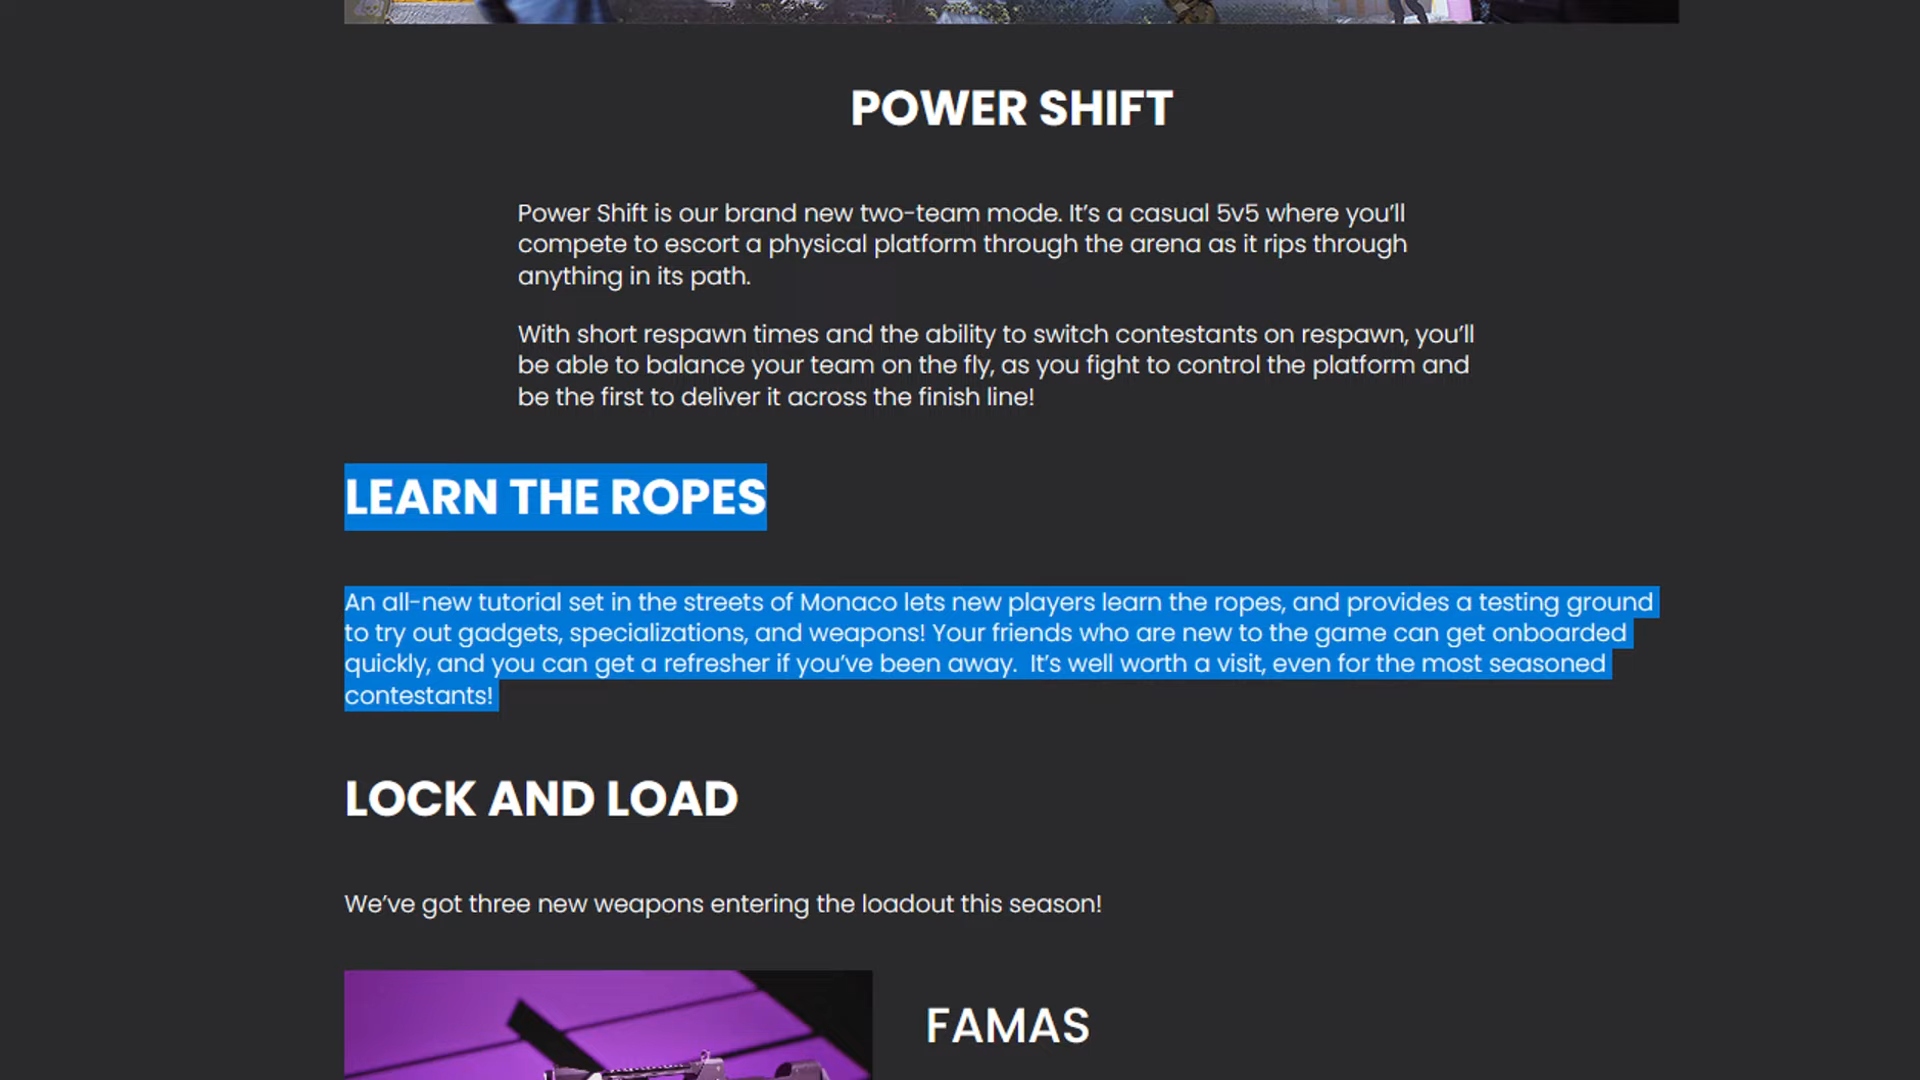 POWER SHIFT
Power Shift is our brand new two-team mode. It’s a casual 5v5 where you’ll
compete to escort a physical platform through the arena as it rips through
anything in its path.
With short respawn times and the ability to switch contestants on respawn, you’ll
be able to balance your team on the fly, as you fight to control the platform and
be the first to deliver it across the finish line!
LEARN THE ROPES
An all-new tutorial set in the streets of Monaco lets new players learn the ropes, and provides a testing ground
to try out gadgets, specializations, and weapons! Your friends who are new to the game can get onboarded
quickly, and you can get a refresher if you’ve been away.  It’s well worth a visit, even for the most seasoned
contestants!
LOCK AND LOAD
We’ve got three new weapons entering the loadout this season!
FAMAS